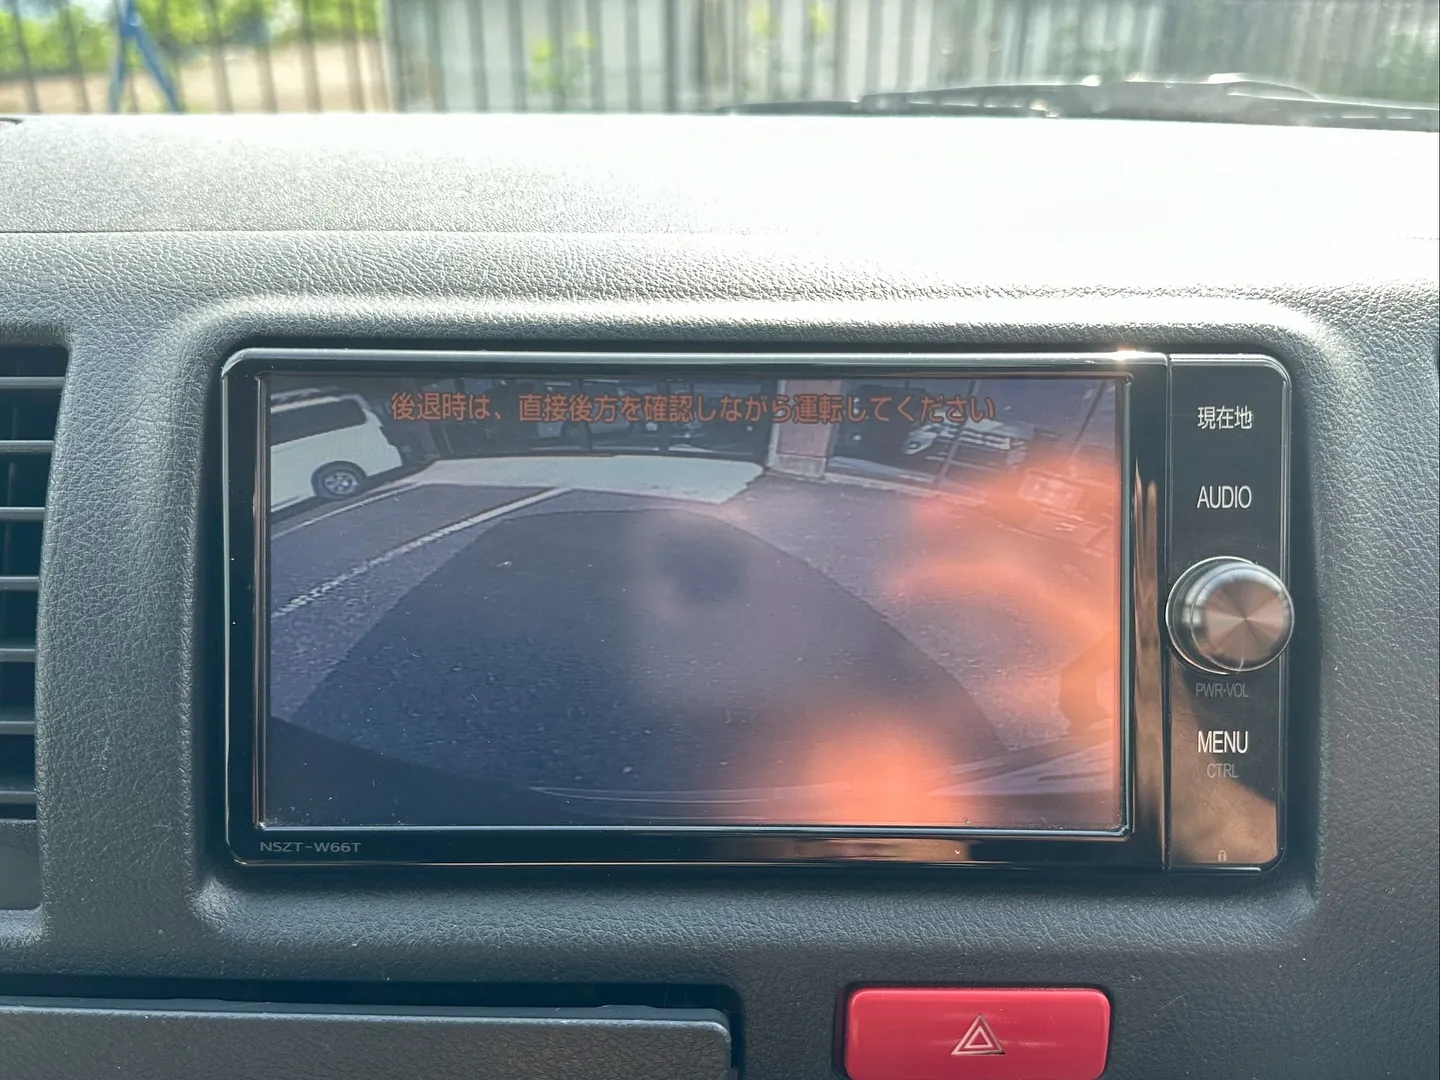 後退時は、直接後方を確認しながら運転してください
現在地
AUDIO
PWR·VOL
MENU
CTRL
NSZT-W66T